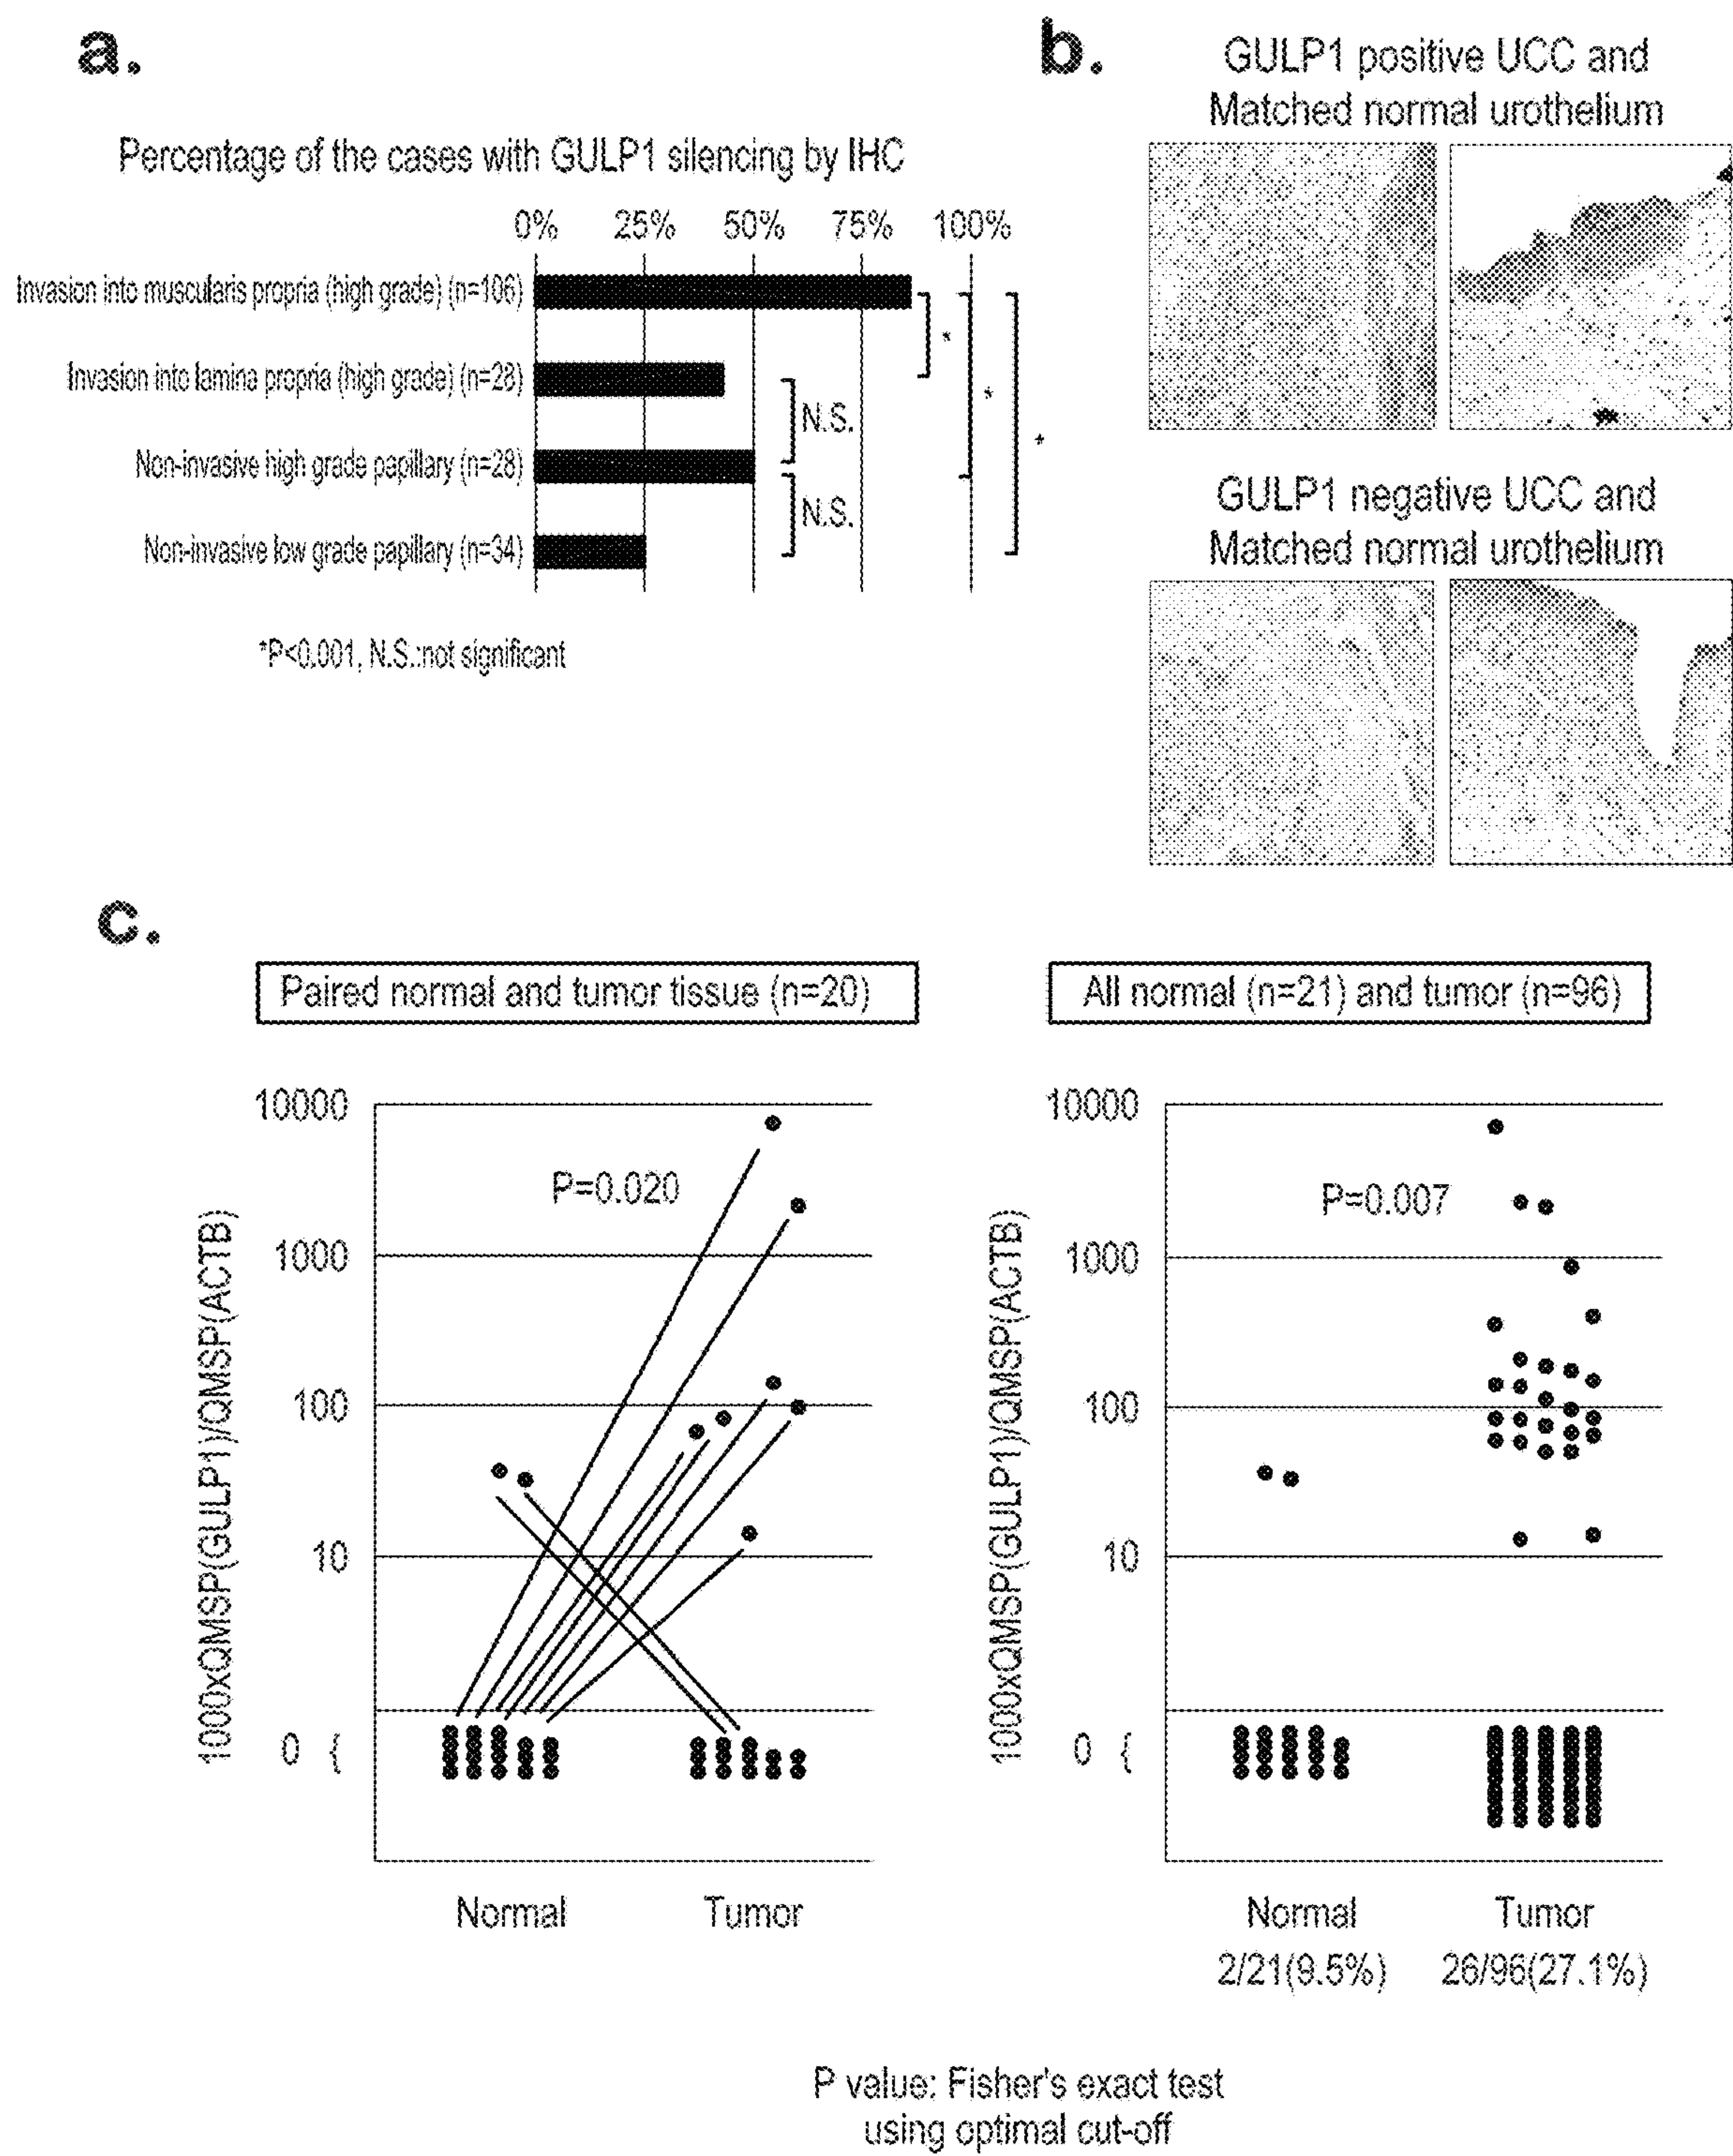 a.
Percentage of the cases with GULP1 silencing by IHC
0% 25% 50% 75% 100%
Invasion into muscularis propria (high grade) (n=106)
Invasion into lamina propria (high grade) (n=28)
Non-invasive high grade papillary (n=28)
Non-invasive low grade papillary (n=34)
*
N.S.
*
*
N.S.
*P<0.001, N.S.:not significant
b.
GULP1 positive UCC and
Matched normal urothelium
GULP1 negative UCC and
Matched normal urothelium
c.
Paired normal and tumor tissue (n=20)
1000xQMSP(GULP1)/QMSP(ACTB)
10000
1000
100
10
0 {
P=0.020
Normal Tumor
All normal (n=21) and tumor (n=96)
1000xQMSP(GULP1)/QMSP(ACTB)
10000
1000
100
10
0 {
P=0.007
Normal Tumor
2/21(9.5%) 26/96(27.1%)
P value: Fisher's exact test
using optimal cut-off